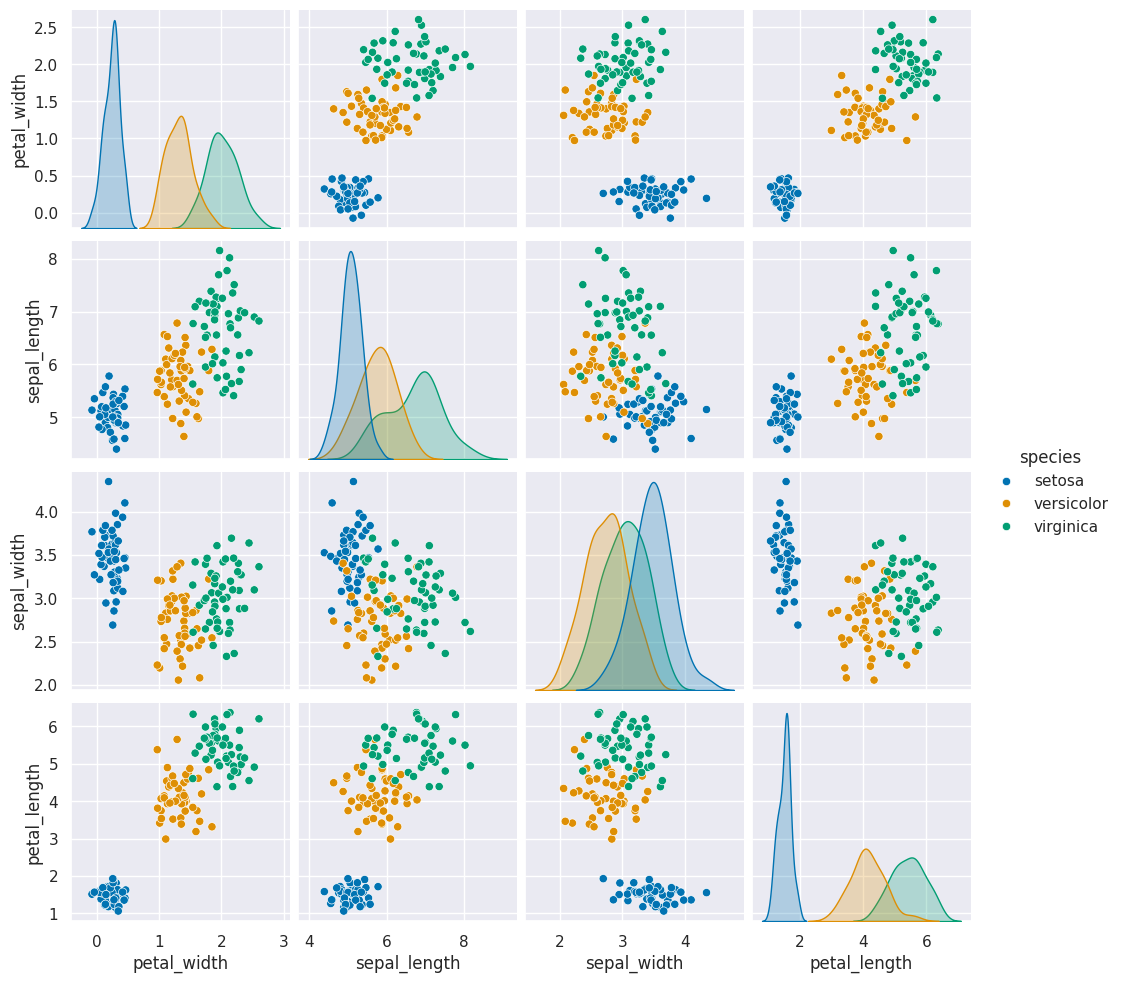 petal_width
2.5
2.0
1.5
1.0
0.5
0.0
sepal_length
8
7
6
5
sepal_width
4.0
3.5
3.0
2.5
2.0
petal_length
6
5
4
3
2
1
0 1 2 3
4 6 8
2 3 4
2 4 6
petal_width
sepal_length
sepal_width
petal_length
species
setosa
versicolor
virginica